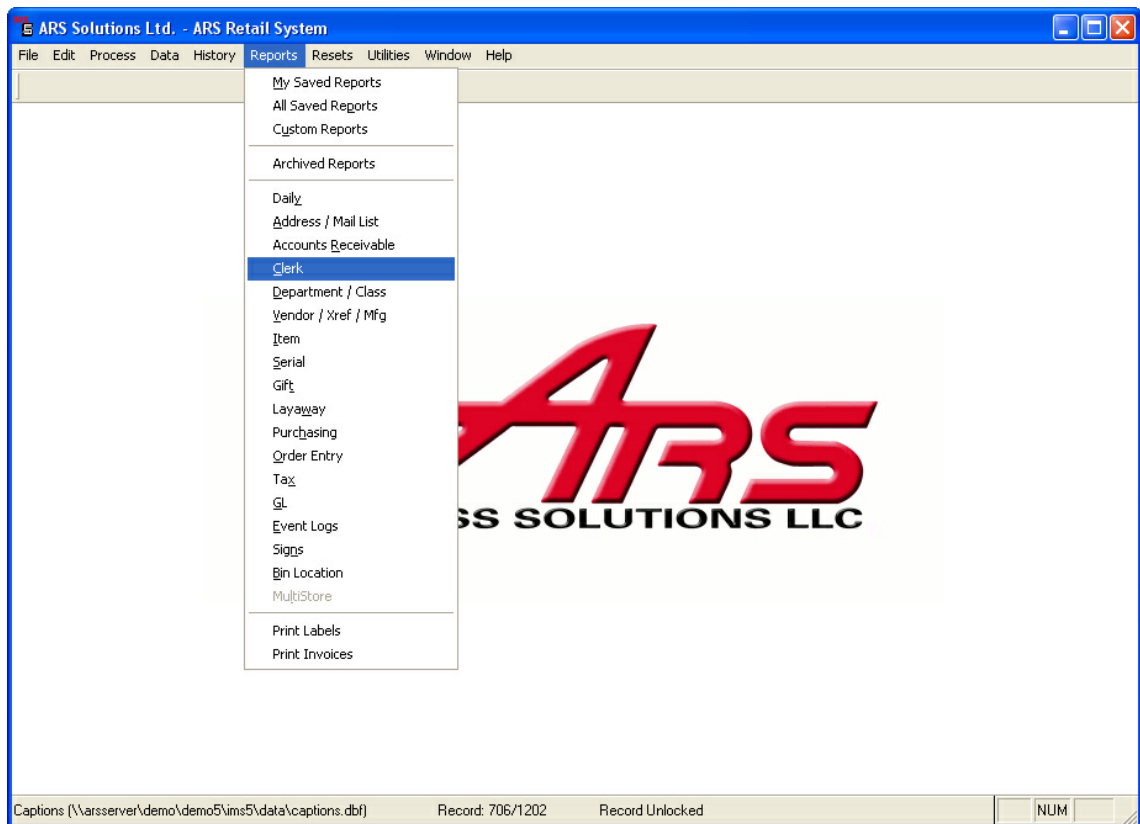 ARS Solutions Ltd. - ARS Retail System
File Edit Process Data History Reports Resets Utilities Window Help
My Saved Reports
All Saved Reports
Custom Reports
Archived Reports
Daily
Address / Mail List
Accounts Receivable
Clerk
Department / Class
Vendor / Xref / Mfg
Item
Serial
Gift
Layaway
Purchasing
Order Entry
Tax
GL
Event Logs
Signs
Bin Location
MultiStore
Print Labels
Print Invoices
ARS
SS SOLUTIONS LLC
Captions (\\arsserver\demo\demo5\ims5\data\captions.dbf) Record: 706/1202 Record Unlocked NUM